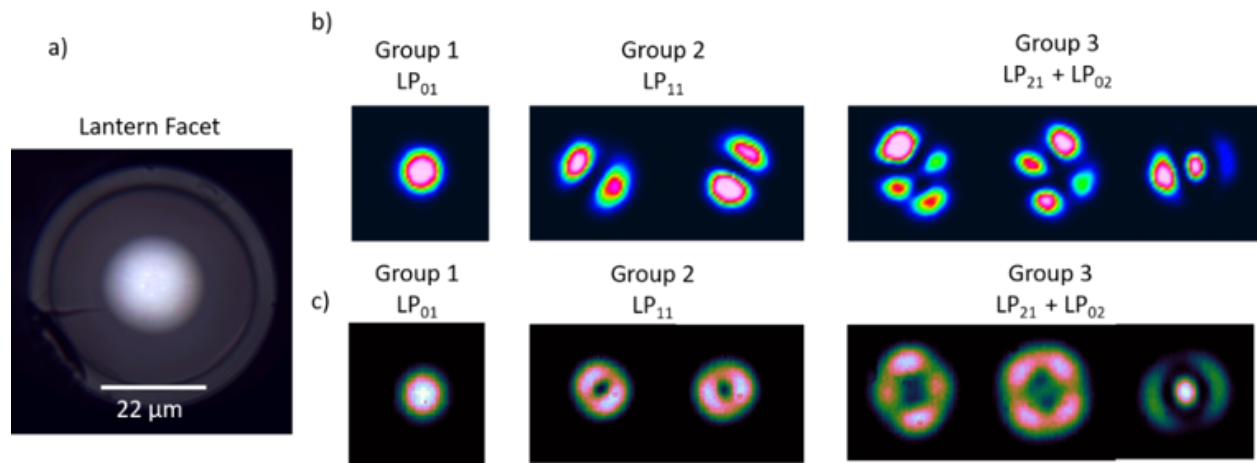 a)
Lantern Facet
22 µm
b)
Group 1
LP₀₁
Group 2
LP₁₁
Group 3
LP₂₁ + LP₀₂
c)
Group 1
LP₀₁
Group 2
LP₁₁
Group 3
LP₂₁ + LP₀₂